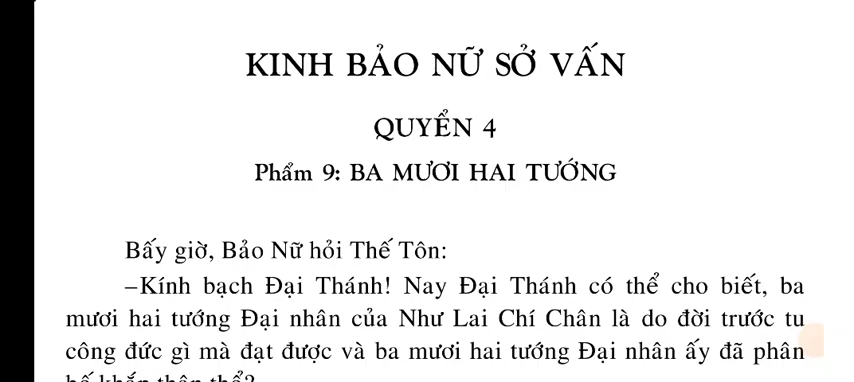 KINH BẢO NỮ SỞ VẤN
QUYỂN 4
Phẩm 9: BA MƯƠI HAI TƯỚNG
Bấy giờ, Bảo Nữ hỏi Thế Tôn:
–Kính bạch Đại Thánh! Nay Đại Thánh có thể cho biết, ba
mươi hai tướng Đại nhân của Như Lai Chí Chân là do đời trước tu
công đức gì mà đạt được và ba mươi hai tướng Đại nhân ấy đã phân